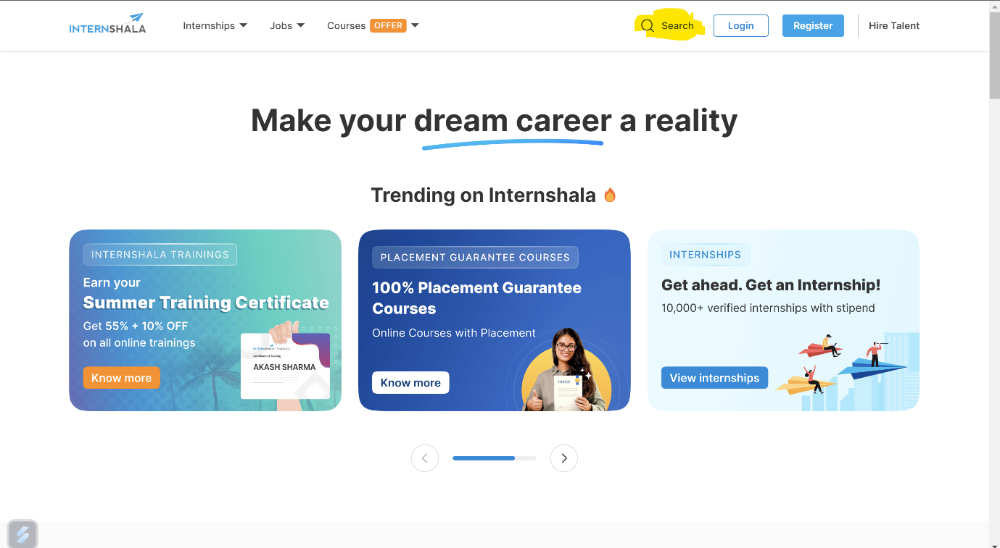 INTERNSHALA
Internships
Jobs
Courses OFFER
Search
Login
Register
Hire Talent
Make your dream career a reality
Trending on Internshala
INTERNSHALA TRAININGS
Earn your
Summer Training Certificate
Get 55% + 10% OFF
on all online trainings
Know more
INTERNSHALA TRAININGS
Certificate of Training
AKASH SHARMA
PLACEMENT GUARANTEE COURSES
100% Placement Guarantee
Courses
Online Courses with Placement
Know more
HIRED
INTERNSHIPS
Get ahead. Get an Internship!
10,000+ verified internships with stipend
View internships